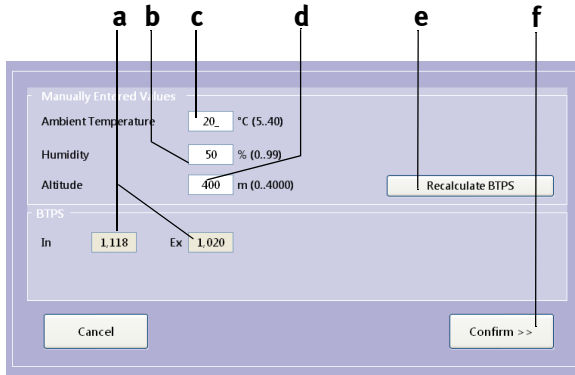 a b c d e f
Manually Entered Values
Ambient Temperature 20_ °C (5..40)
Humidity 50 % (0..99)
Altitude 400 m (0..4000) Recalculate BTPS
BTPS
In 1,118 Ex 1,020
Cancel Confirm >>